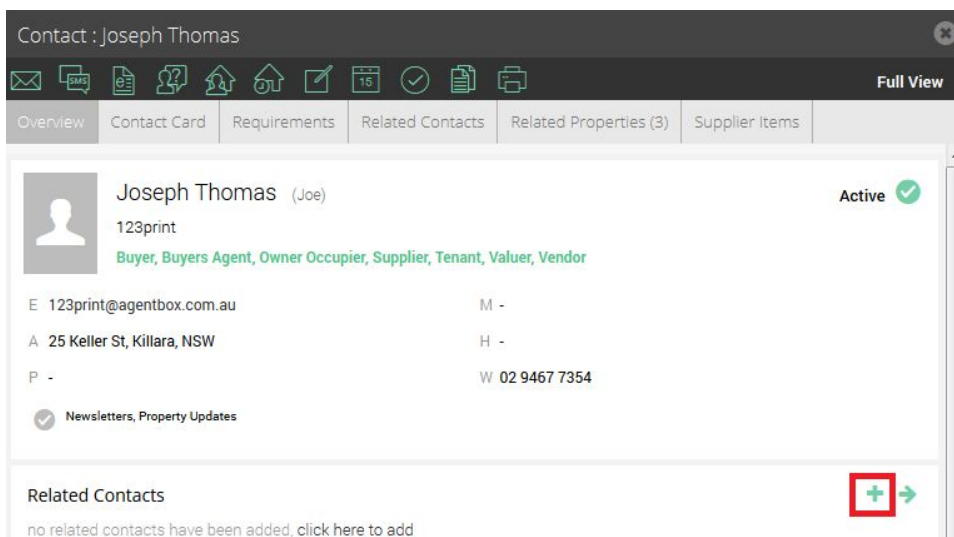 Contact : Joseph Thomas
SMS
e
15
Full View
Overview Contact Card Requirements Related Contacts Related Properties (3) Supplier Items
Joseph Thomas (Joe)
Active
123print
Buyer, Buyers Agent, Owner Occupier, Supplier, Tenant, Valuer, Vendor
E 123print@agentbox.com.au M -
A 25 Keller St, Killara, NSW H -
P - W 02 9467 7354
Newsletters, Property Updates
Related Contacts
no related contacts have been added, click here to add